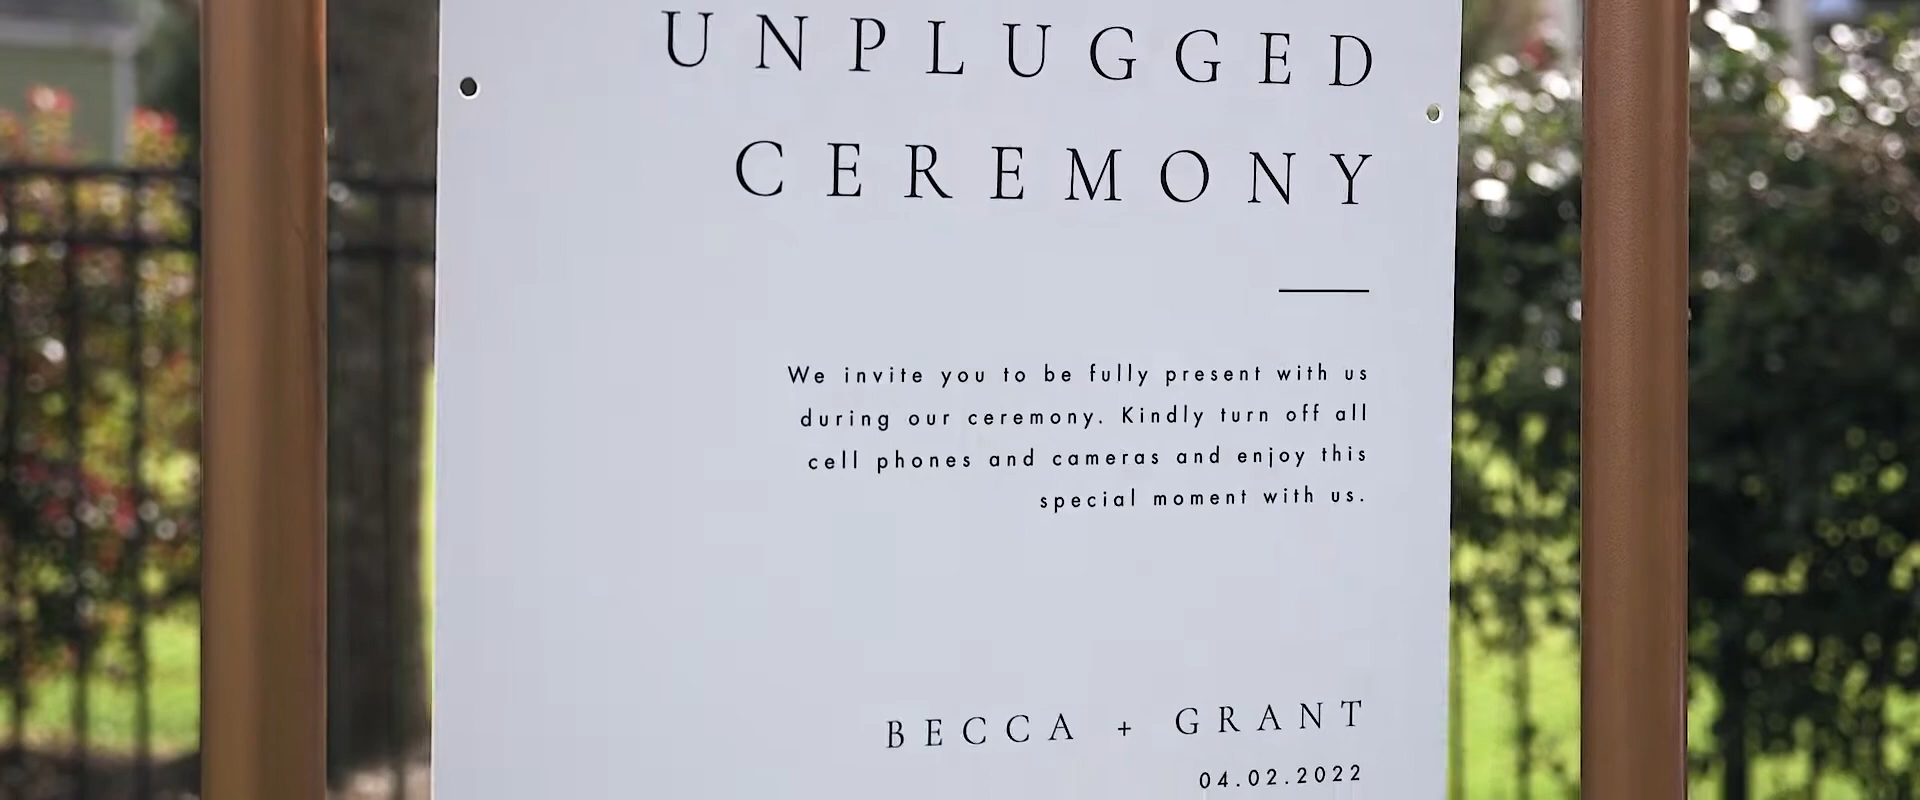 UNPLUGGED
CEREMONY
We invite you to be fully present with us
during our ceremony. Kindly turn off all
cell phones and cameras and enjoy this
special moment with us.
BECCA + GRANT
04.02.2022